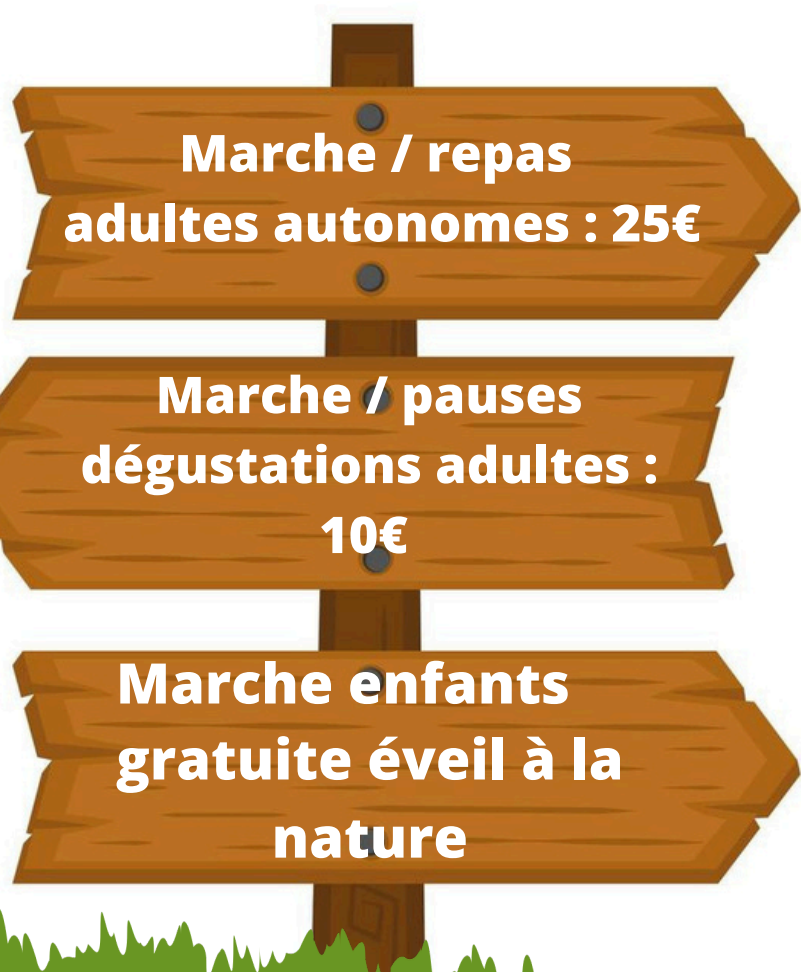 Marche / repas
adultes autonomes : 25€
Marche / pauses
dégustations adultes :
10€
Marche enfants
gratuite éveil à la
nature